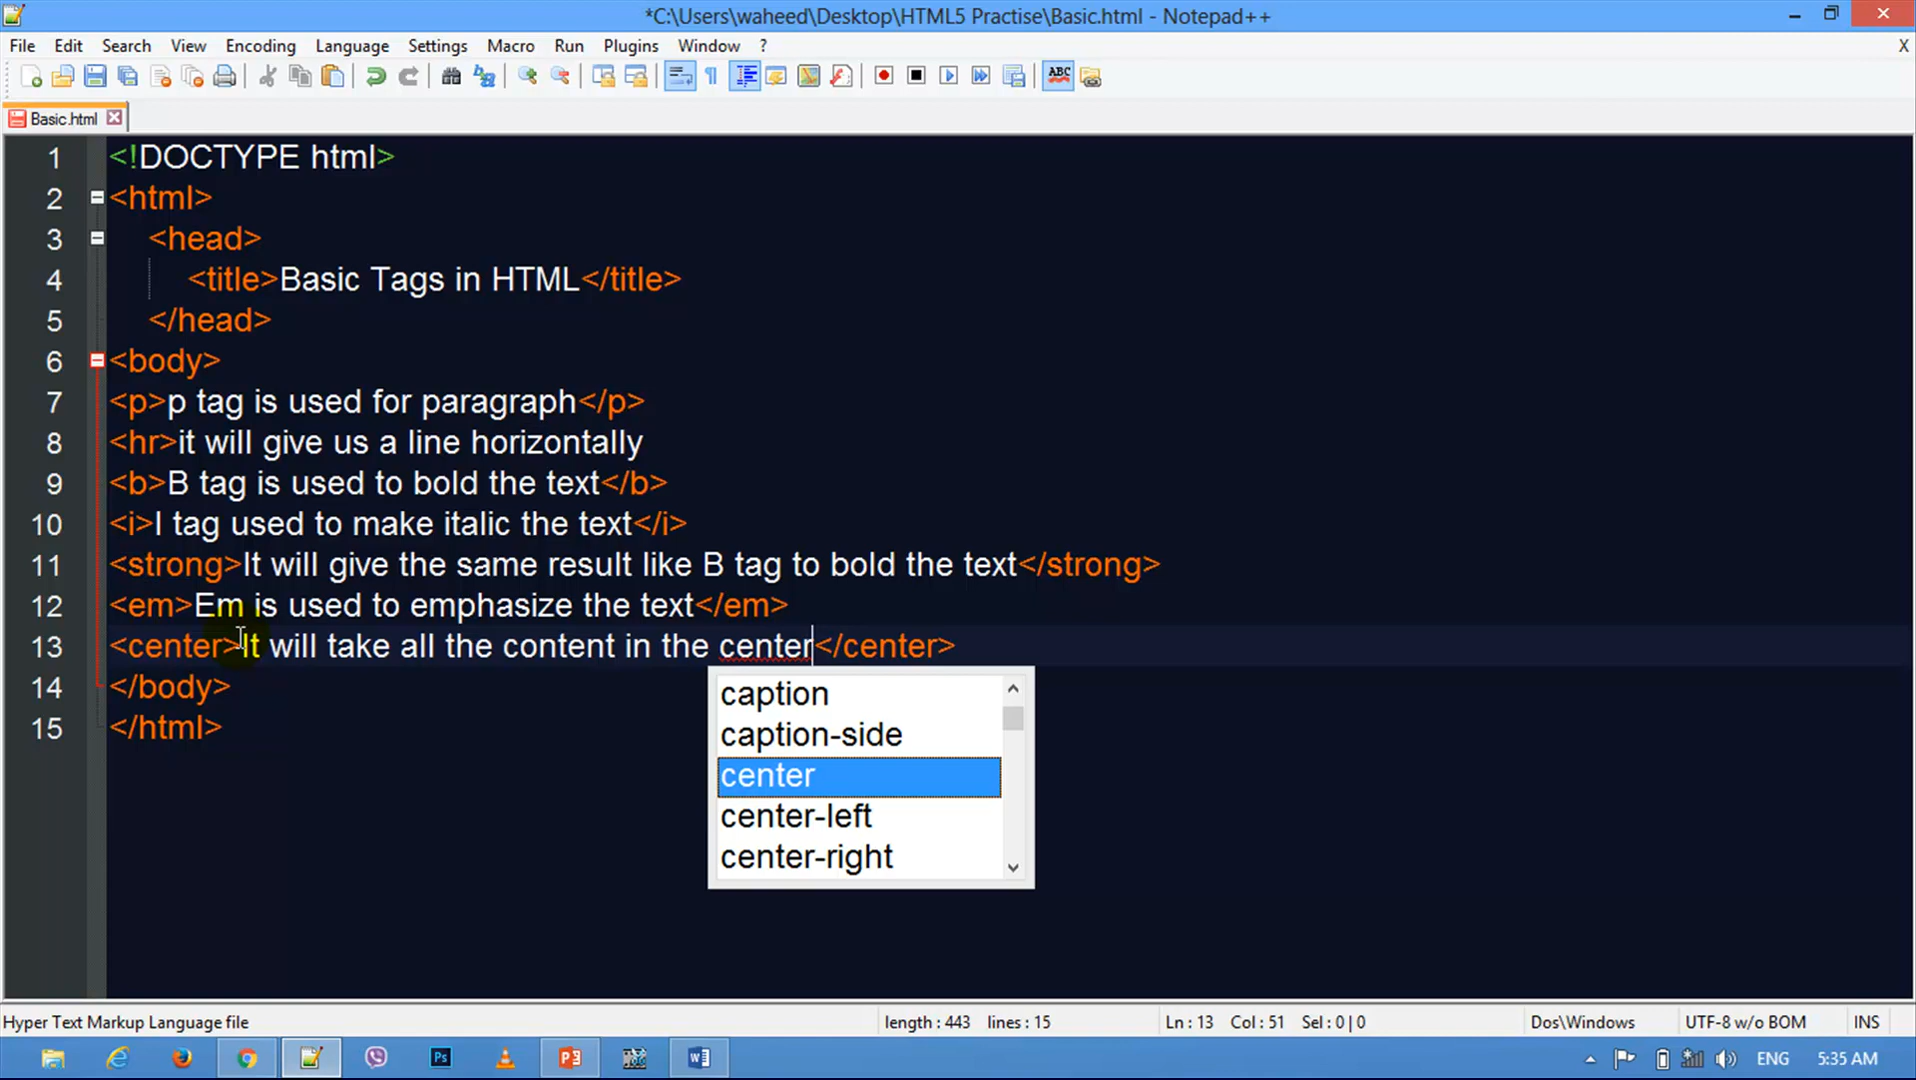 *C:\Users\waheed\Desktop\HTML5 Practise\Basic.html - Notepad++
File Edit Search View Encoding Language Settings Macro Run Plugins Window ? X
ABC
Basic.html
1 <!DOCTYPE html>
2 <html>
3 <head>
4 <title>Basic Tags in HTML</title>
5 </head>
6 <body>
7 <p>p tag is used for paragraph</p>
8 <hr>it will give us a line horizontally
9 <b>B tag is used to bold the text</b>
10 <i>I tag used to make italic the text</i>
11 <strong>It will give the same result like B tag to bold the text</strong>
12 <em>Em is used to emphasize the text</em>
13 <center>It will take all the content in the center</center>
14 </body>
15 </html>
caption
caption-side
center
center-left
center-right
Hyper Text Markup Language file length : 443 lines : 15 Ln : 13 Col : 51 Sel : 0 | 0 Dos\Windows UTF-8 w/o BOM INS
Ps P3 W ENG 5:35 AM